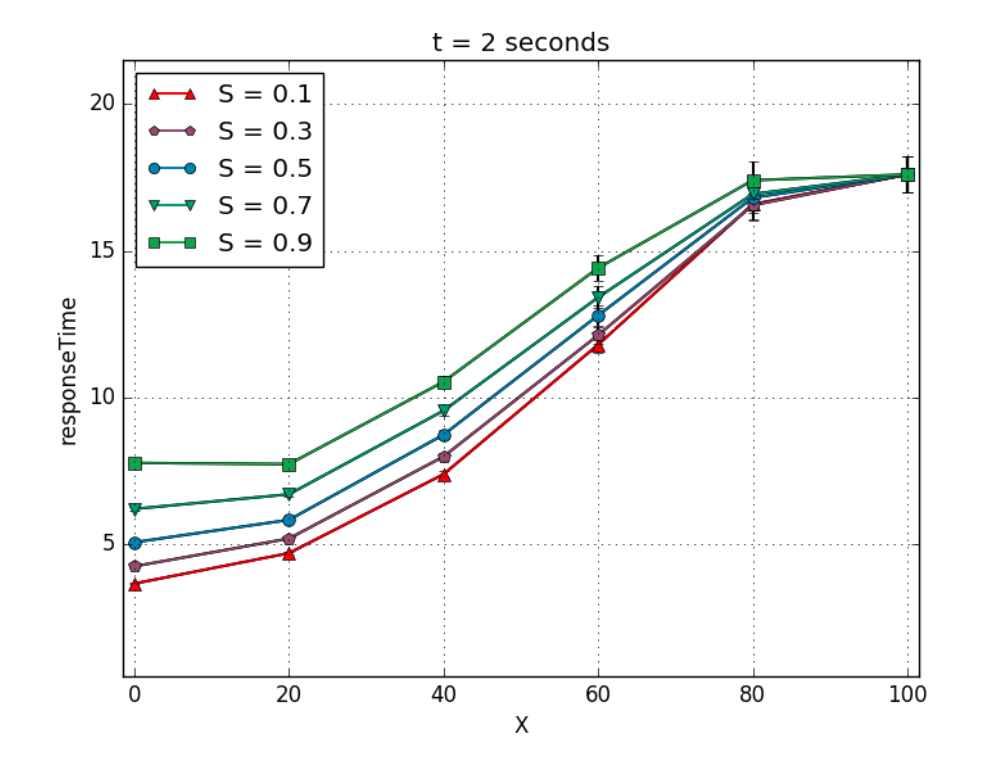 t = 2 seconds
S = 0.1
S = 0.3
S = 0.5
S = 0.7
S = 0.9
20
15
10
5
responseTime
0 20 40 60 80 100
X